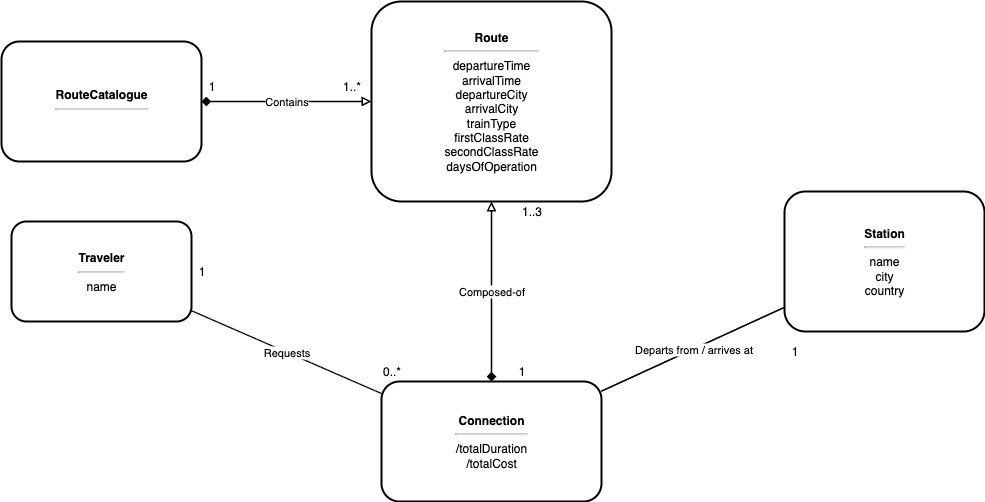 Route
departureTime
arrivalTime
departureCity
arrivalCity
trainType
firstClassRate
secondClassRate
daysOfOperation
RouteCatalogue
1
Contains
1..*
1..3
Station
name
city
country
Traveler
name
1
Composed-of
Requests
Departs from / arrives at
1
0..*
1
Connection
/totalDuration
/totalCost